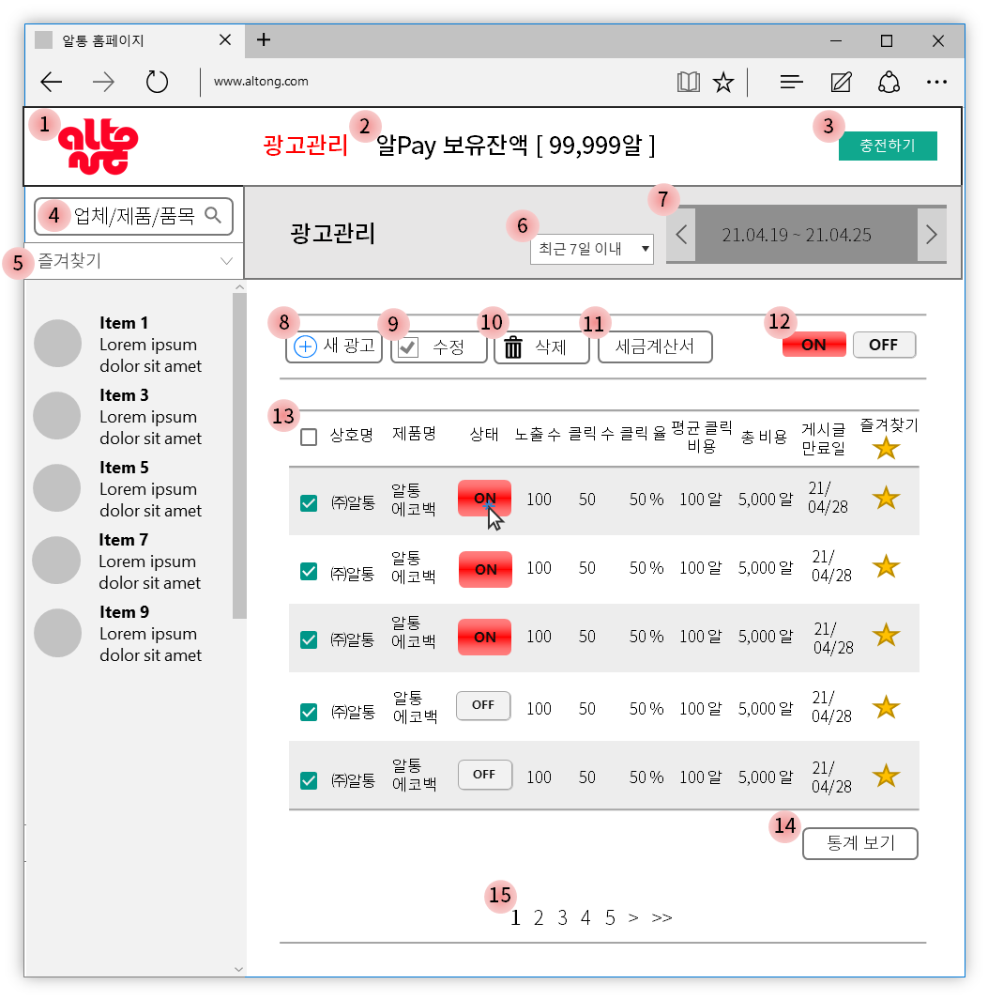 알통 홈페이지
www.altong.com
1
alto
NG
광고관리
2
알Pay 보유잔액 [ 99,999알 ]
3
충전하기
4
업체/제품/품목
5
즐겨찾기
광고관리
6
최근 7일 이내
7
21.04.19 ~ 21.04.25
Item 1
Lorem ipsum
dolor sit amet
Item 3
Lorem ipsum
dolor sit amet
Item 5
Lorem ipsum
dolor sit amet
Item 7
Lorem ipsum
dolor sit amet
Item 9
Lorem ipsum
dolor sit amet
8
새 광고
9
수정
10
삭제
11
세금계산서
12
ON
OFF
13
상호명
제품명
상태
노출 수
클릭 수
클릭 율
평균 클릭
비용
총 비용
게시글
만료일
즐겨찾기
㈜알통
알통
에코백
ON
100
50
50 %
100 알
5,000 알
21/
04/28
㈜알통
알통
에코백
ON
100
50
50 %
100 알
5,000 알
21/
04/28
㈜알통
알통
에코백
ON
100
50
50 %
100 알
5,000 알
21/
04/28
㈜알통
알통
에코백
OFF
100
50
50 %
100 알
5,000 알
21/
04/28
㈜알통
알통
에코백
OFF
100
50
50 %
100 알
5,000 알
21/
04/28
14
통계 보기
15
1 2 3 4 5 > >>